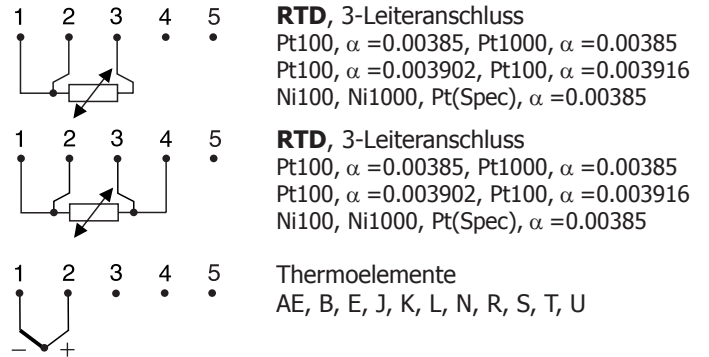 1 2 3 4 5
RTD, 3-Leiteranschluss
Pt100, α =0.00385, Pt1000, α =0.00385
Pt100, α =0.003902, Pt100, α =0.003916
Ni100, Ni1000, Pt(Spec), α =0.00385
1 2 3 4 5
RTD, 3-Leiteranschluss
Pt100, α =0.00385, Pt1000, α =0.00385
Pt100, α =0.003902, Pt100, α =0.003916
Ni100, Ni1000, Pt(Spec), α =0.00385
1 2 3 4 5
Thermoelemente
AE, B, E, J, K, L, N, R, S, T, U
− +